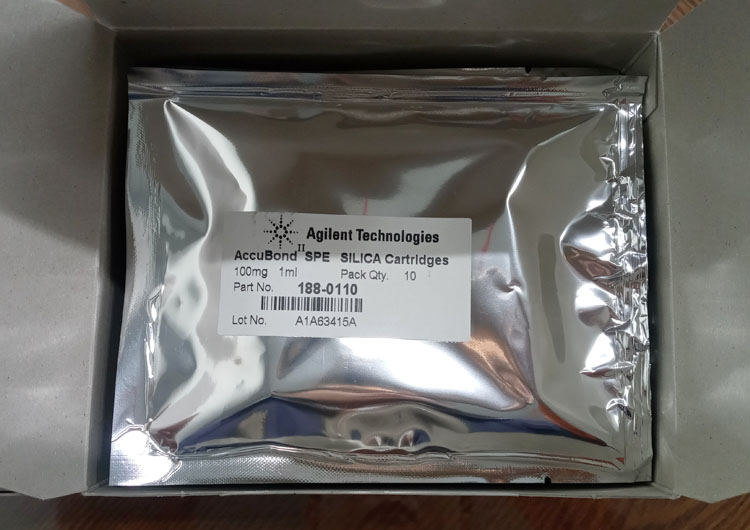 Agilent Technologies
AccuBond II SPE SILICA Cartridges
100mg 1ml Pack Qty. 10
Part No. 188-0110
Lot No. A1A63415A